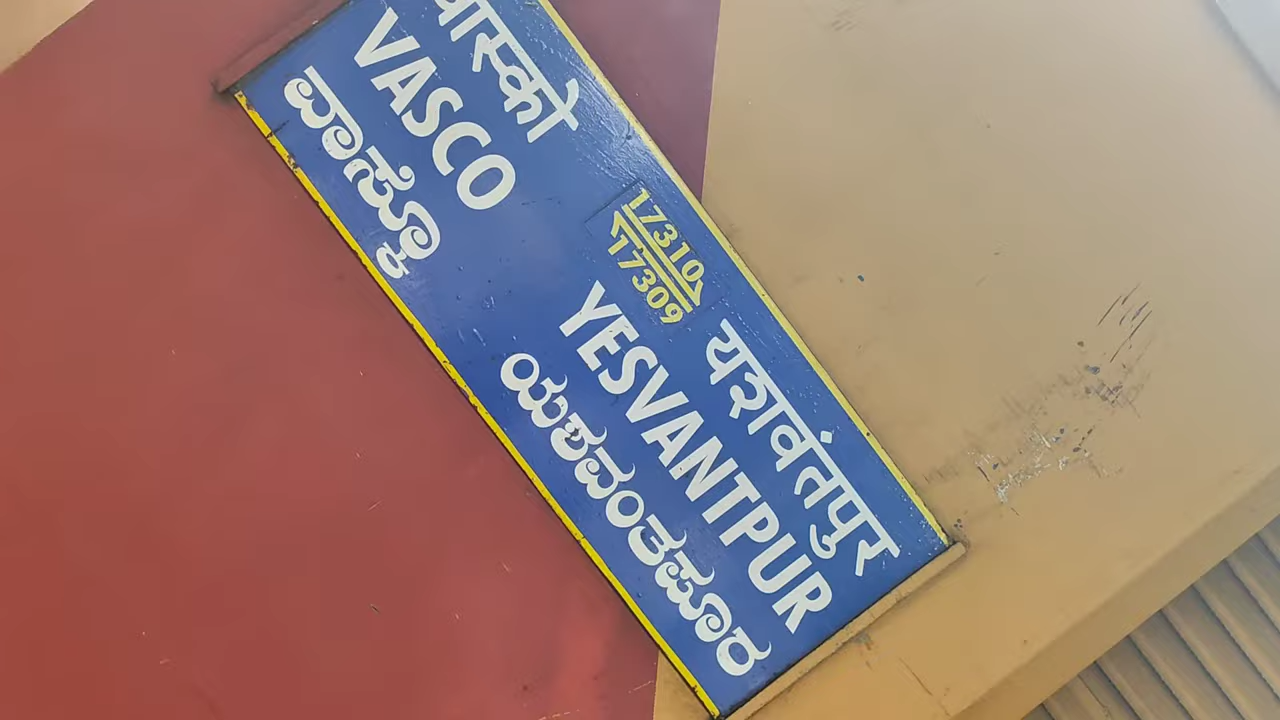 वास्को
VASCO
ವಾಸ್ಕೂ
17310
17309
यशवंतपुर
YESVANTPUR
ಯಶವಂತಪೂರ